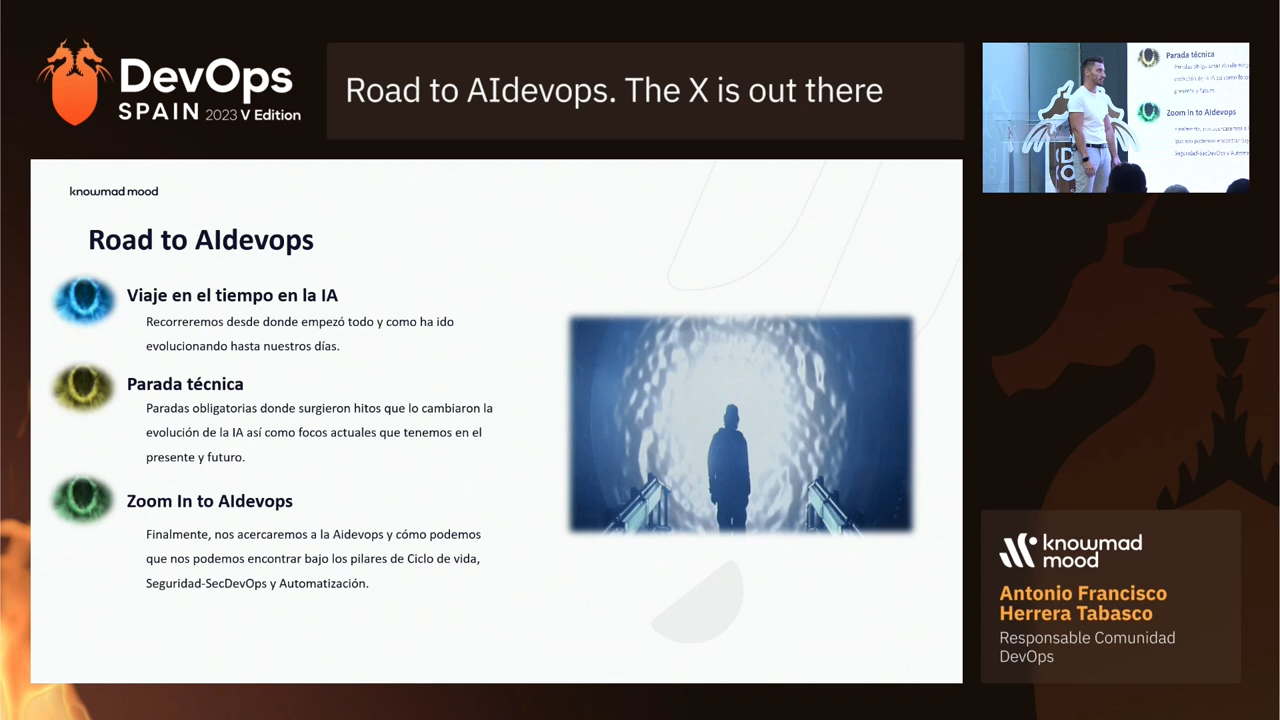 DevOps
SPAIN 2023 V Edition
Road to AIdevops. The X is out there
Parada técnica
Zoom In to AIdevops
knowmad mood
Road to AIdevops
Viaje en el tiempo en la IA
Recorreremos desde donde empezó todo y como ha ido
evolucionando hasta nuestros días.
Parada técnica
Paradas obligatorias donde surgieron hitos que lo cambiaron la
evolución de la IA así como focos actuales que tenemos en el
presente y futuro.
Zoom In to AIdevops
Finalmente, nos acercaremos a la Aidevops y cómo podemos
que nos podemos encontrar bajo los pilares de Ciclo de vida,
Seguridad-SecDevOps y Automatización.
knowmad
mood
Antonio Francisco
Herrera Tabasco
Responsable Comunidad
DevOps